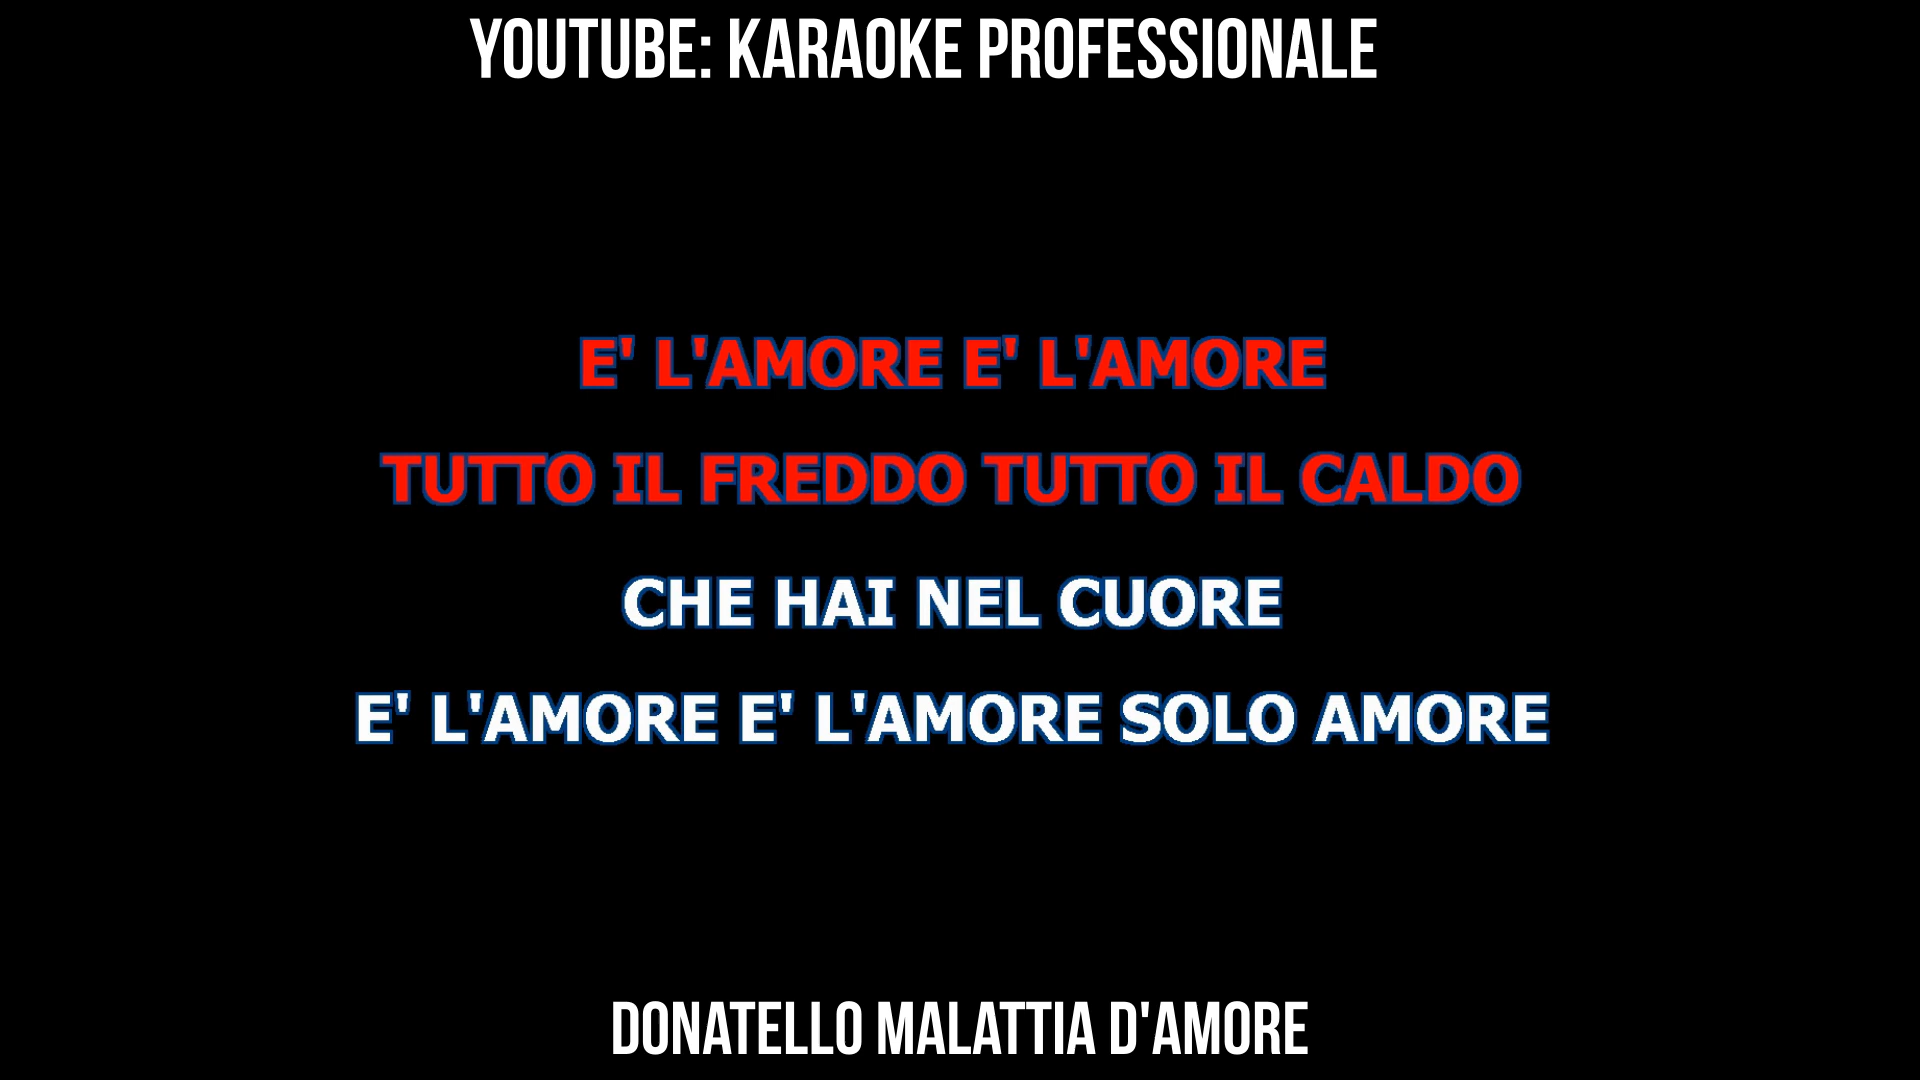 YOUTUBE: KARAOKE PROFESSIONALE
E' L'AMORE E' L'AMORE
TUTTO IL FREDDO TUTTO IL CALDO
CHE HAI NEL CUORE
E' L'AMORE E' L'AMORE SOLO AMORE
DONATELLO MALATTIA D'AMORE